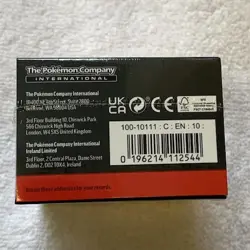 The Pokémon Company
INTERNATIONAL
The Pokémon Company International
WA 98004, USA
3rd Floor Building 10, Chiswick Park
566 Chiswick High Road
London, W4 5XS United Kingdom
The Pokémon Company International
Ireland Limited
3rd Floor, 2 Central Plaza, Dame Street
Dublin 2, D02 TK41 Ireland
UK
CA
CE
FSC
100-10111 : C : EN : 10 :
0 196214 112544